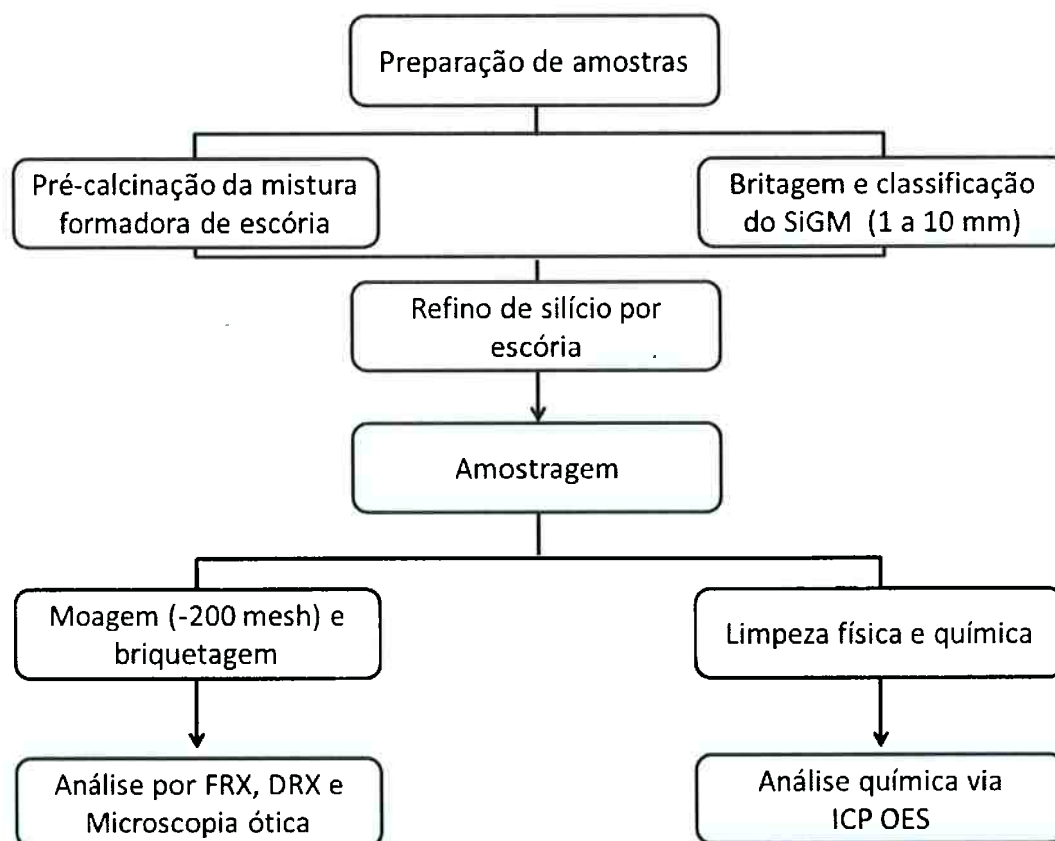 Preparação de amostras
Pré-calcinação da mistura
formadora de escória
Britagem e classificação
do SiGM (1 a 10 mm)
Refino de silício por
escória
Amostragem
Moagem (-200 mesh) e
briquetagem
Limpeza física e química
Análise por FRX, DRX e
Microscopia ótica
Análise química via
ICP OES